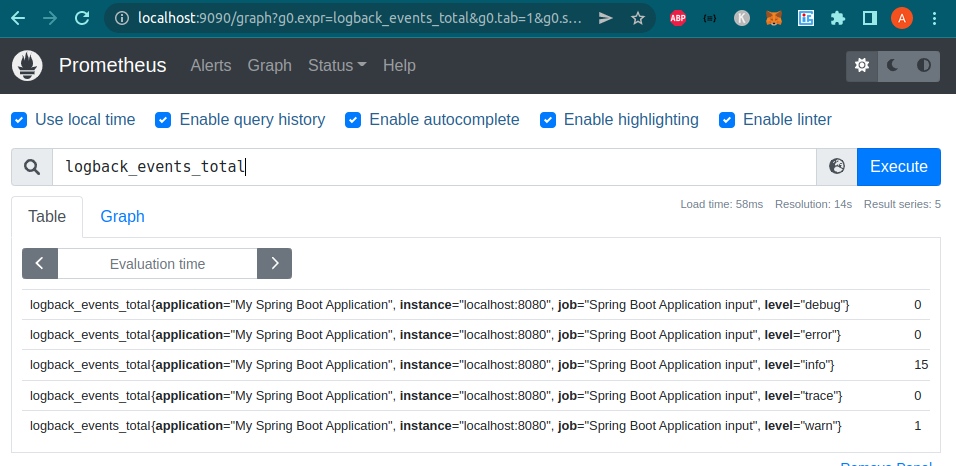 localhost:9090/graph?g0.expr=logback_events_total&g0.tab=1&g0.s...
ABP
A
Prometheus Alerts Graph Status Help
Use local time Enable query history Enable autocomplete Enable highlighting Enable linter
logback_events_total Execute
Load time: 58ms Resolution: 14s Result series: 5
Table Graph
Evaluation time
logback_events_total{application="My Spring Boot Application", instance="localhost:8080", job="Spring Boot Application input", level="debug"} 0
logback_events_total{application="My Spring Boot Application", instance="localhost:8080", job="Spring Boot Application input", level="error"} 0
logback_events_total{application="My Spring Boot Application", instance="localhost:8080", job="Spring Boot Application input", level="info"} 15
logback_events_total{application="My Spring Boot Application", instance="localhost:8080", job="Spring Boot Application input", level="trace"} 0
logback_events_total{application="My Spring Boot Application", instance="localhost:8080", job="Spring Boot Application input", level="warn"} 1
Remove Panel